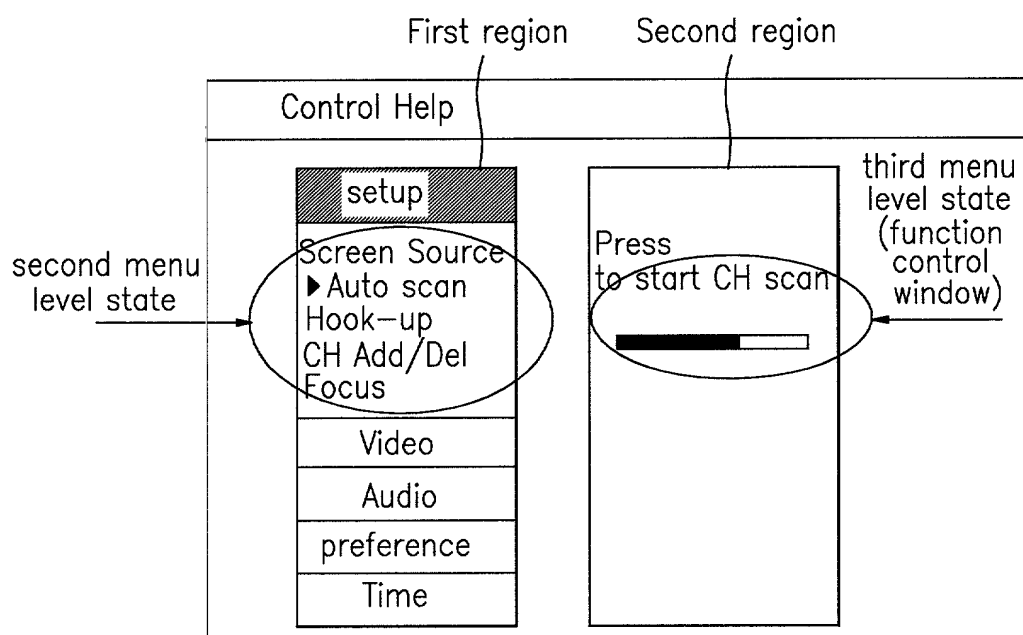 First region
Second region
Control Help
setup
Screen Source
▶Auto scan
Hook-up
CH Add/Del
Focus
Video
Audio
preference
Time
second menu
level state
Press
to start CH scan
third menu
level state
(function
control
window)